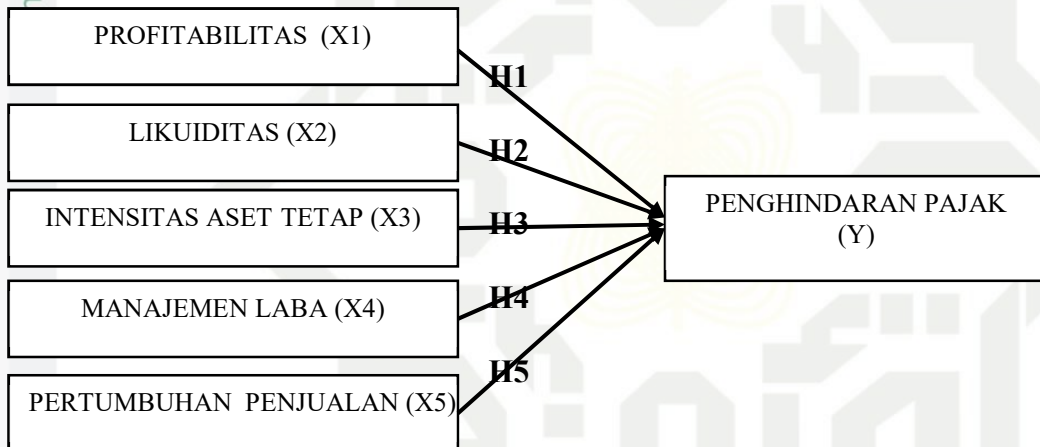 PROFITABILITAS (X1)
H1
LIKUIDITAS (X2)
H2
INTENSITAS ASET TETAP (X3)
H3
PENGHINDARAN PAJAK
(Y)
MANAJEMEN LABA (X4)
H4
PERTUMBUHAN PENJUALAN (X5)
H5